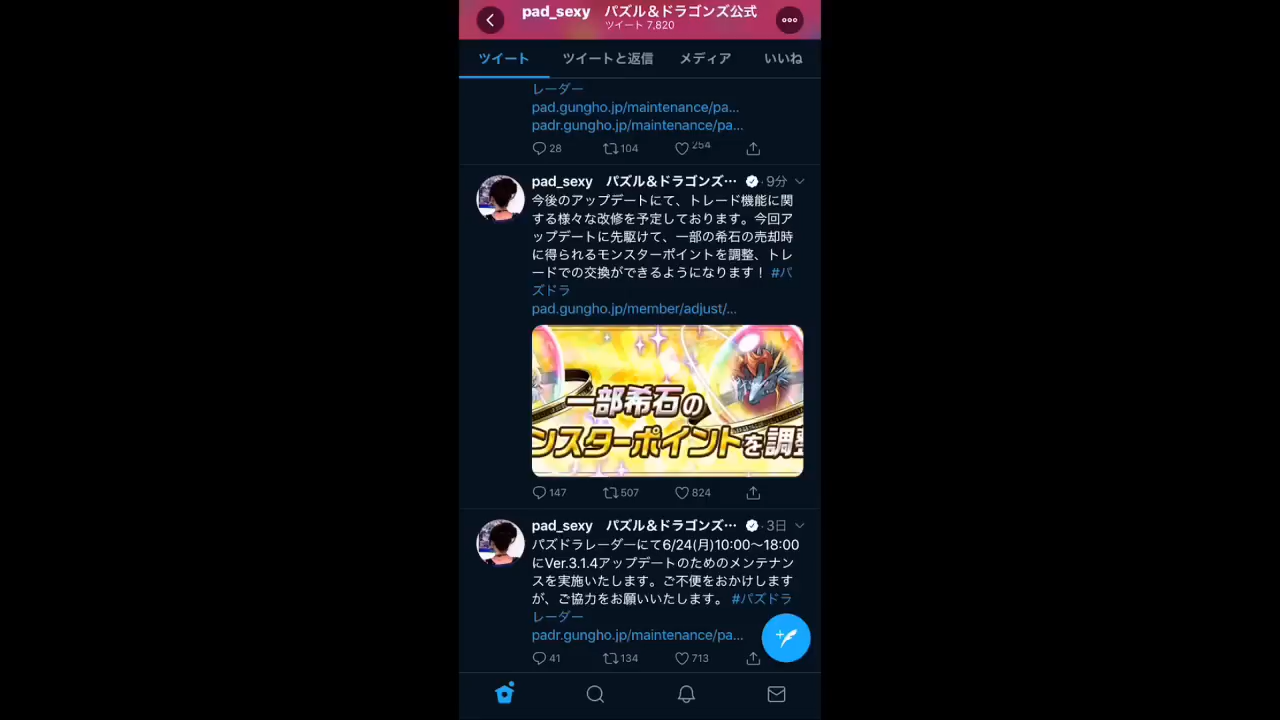 pad_sexy パズル＆ドラゴンズ公式
ツイート 7,820
ツイート ツイートと返信 メディア いいね
レーダー
pad.gungho.jp/maintenance/pa...
padr.gungho.jp/maintenance/pa...
28 104 254
pad_sexy パズル＆ドラゴンズ… · 9分
今後のアップデートにて、トレード機能に関
する様々な改修を予定しております。今回ア
ップデートに先駆けて、一部の希石の売却時
に得られるモンスターポイントを調整、トレ
ードでの交換ができるようになります！ #パ
ズドラ
pad.gungho.jp/member/adjust/...
一部希石の
ンスターポイントを調整
147 507 824
pad_sexy パズル＆ドラゴンズ… · 3日
パズドラレーダーにて6/24(月)10:00〜18:00
にVer.3.1.4アップデートのためのメンテナン
スを実施いたします。ご不便をおかけします
が、ご協力をお願いいたします。 #パズドラ
レーダー
padr.gungho.jp/maintenance/pa...
41 134 713